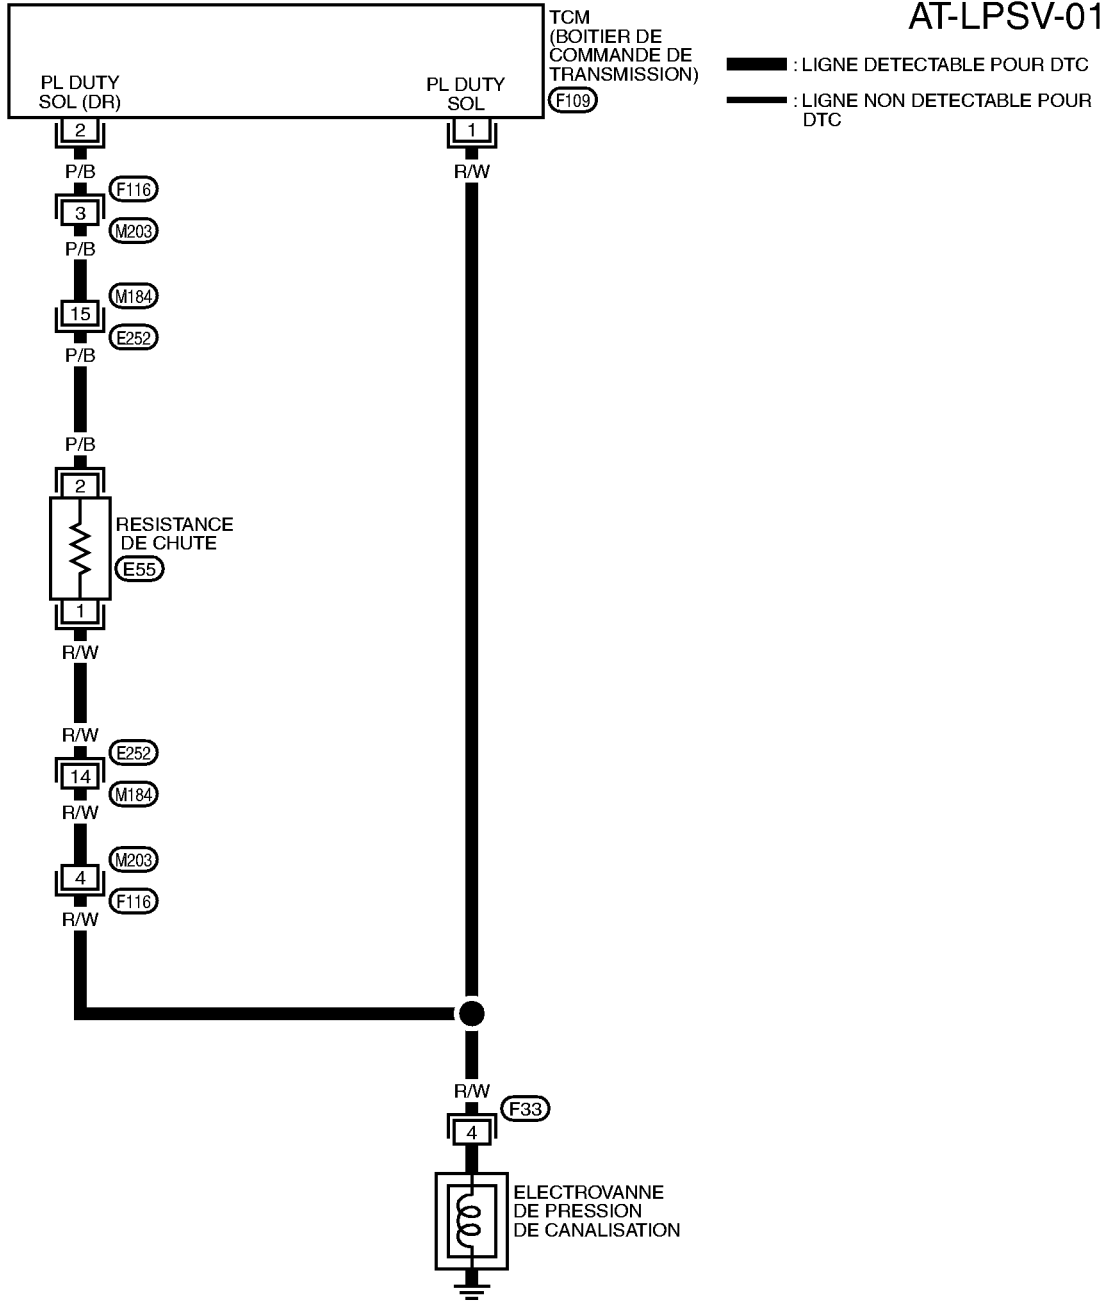 AT-LPSV-01
TCM
(BOITIER DE
COMMANDE DE
TRANSMISSION)
F109
: LIGNE DETECTABLE POUR DTC
: LIGNE NON DETECTABLE POUR
DTC
PL DUTY
SOL (DR)
PL DUTY
SOL
2
1
P/B
R/W
F116
3
M203
P/B
M184
15
E252
P/B
P/B
2
RESISTANCE
DE CHUTE
E55
1
R/W
R/W
E252
14
M184
R/W
M203
4
F116
R/W
R/W
F33
4
ELECTROVANNE
DE PRESSION
DE CANALISATION